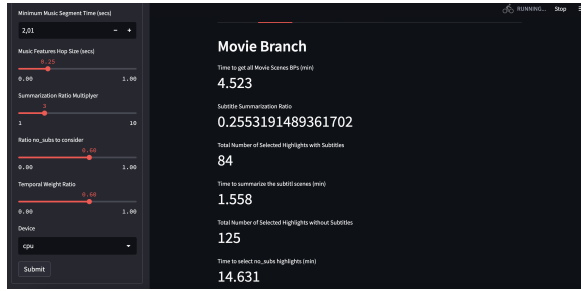 Minimum Music Segment Time (secs)
2,01
- +
Music Features Hop Size (secs)
0.25
0.00 1.00
Summarization Ratio Multiplyer
3
1 10
Ratio no_subs to consider
0.60
0.00 1.00
Temporal Weight Ratio
0.60
0.00 1.00
Device
cpu
Submit
RUNNING... Stop
Movie Branch
Time to get all Movie Scenes BPs (min)
4.523
Subtitle Summarization Ratio
0.2553191489361702
Total Number of Selected Highlights with Subtitles
84
Time to summarize the subtitl scenes (min)
1.558
Total Number of Selected Highlights without Subtitles
125
Time to select no_subs highlights (min)
14.631